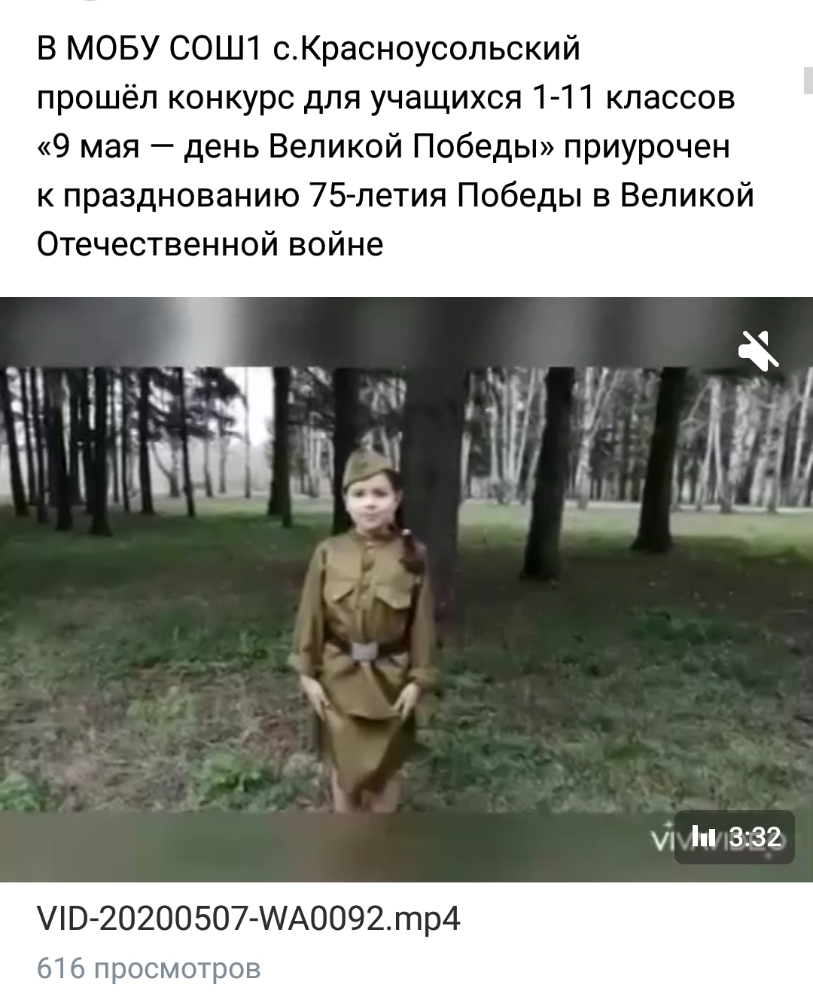 В МОБУ СОШ1 с.Красноусольский
прошёл конкурс для учащихся 1-11 классов
«9 мая — день Великой Победы» приурочен
к празднованию 75-летия Победы в Великой
Отечественной войне
VIVAVIDEO
3:32
VID-20200507-WA0092.mp4
616 просмотров